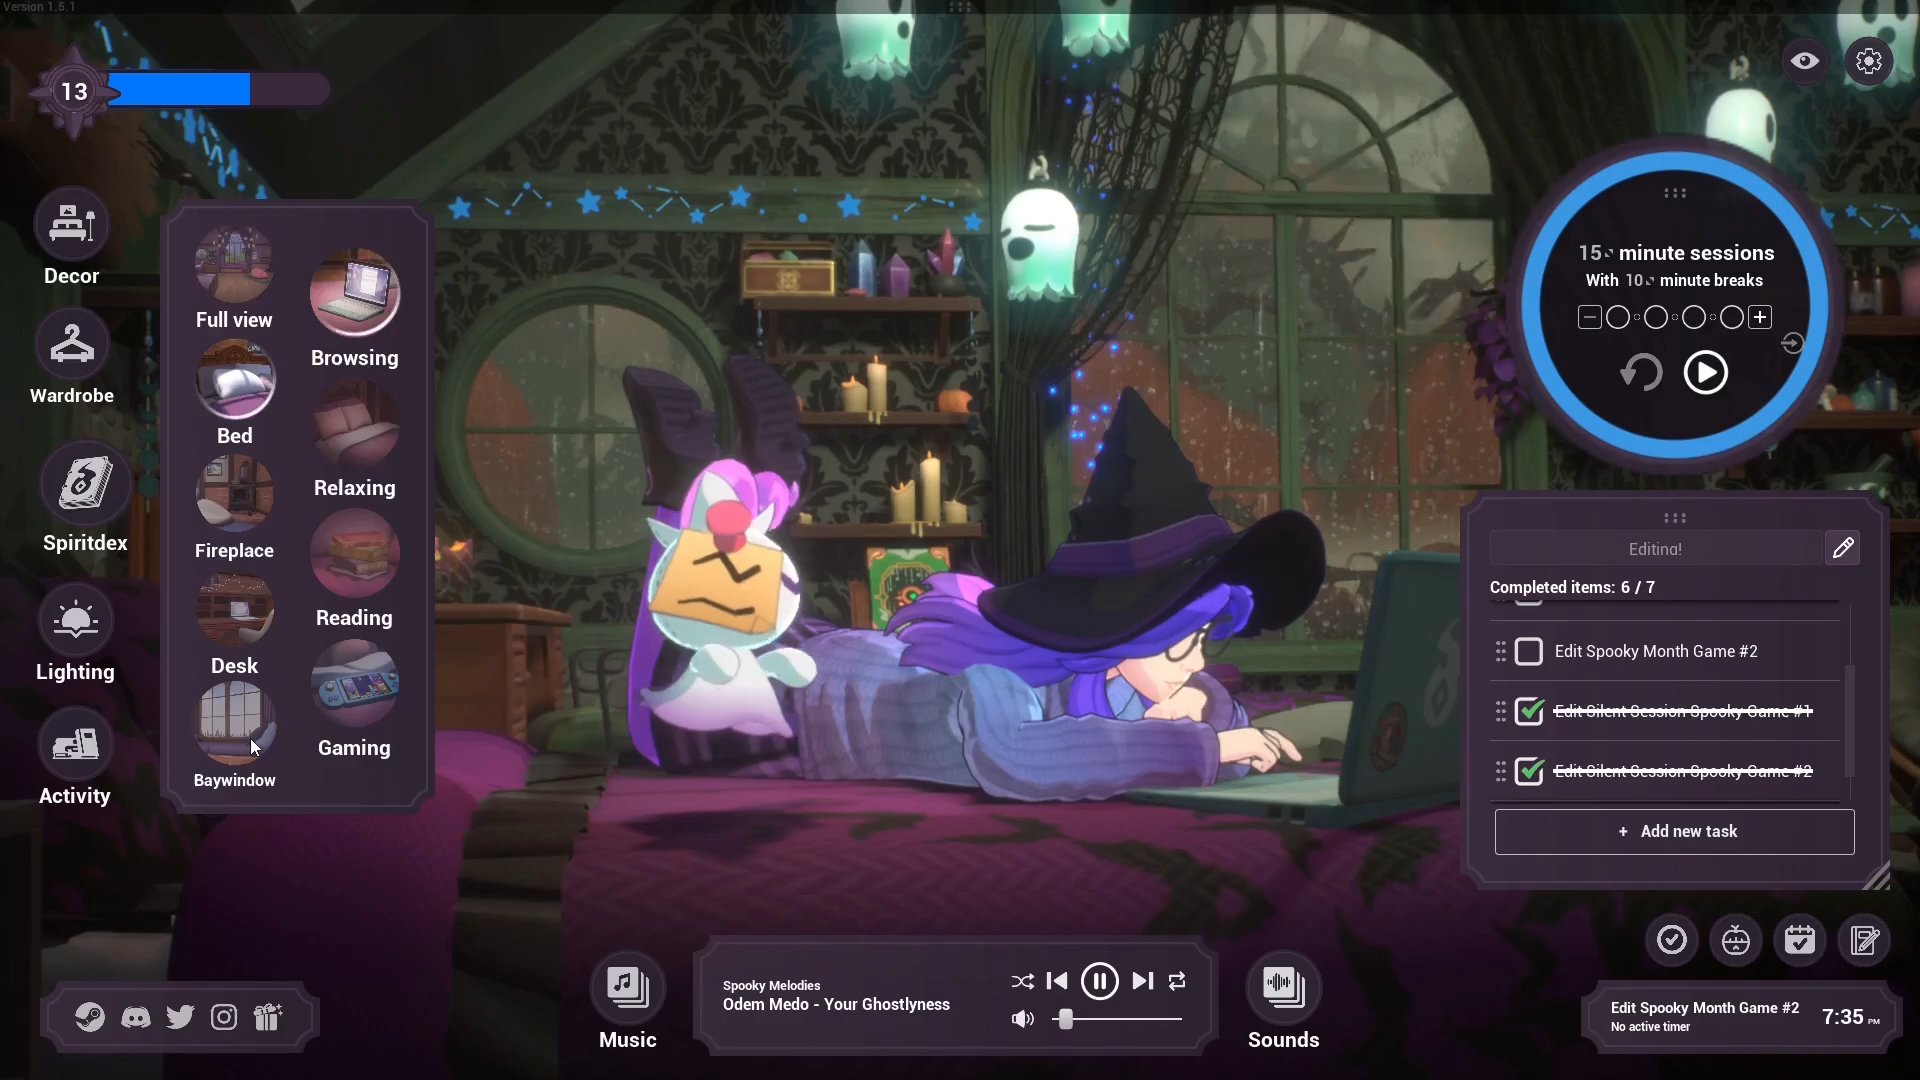 Version 1.5.1
13
Decor
Wardrobe
Spiritdex
Lighting
Activity
Full view
Bed
Fireplace
Desk
Baywindow
Browsing
Relaxing
Reading
Gaming
15 minute sessions
With 10 minute breaks
Editing!
Completed items: 6 / 7
Edit Spooky Month Game #2
Edit Silent Session Spooky Game #1
Edit Silent Session Spooky Game #2
+ Add new task
Music
Spooky Melodies
Odem Medo - Your Ghostlyness
Sounds
Edit Spooky Month Game #2
No active timer
7:35 PM